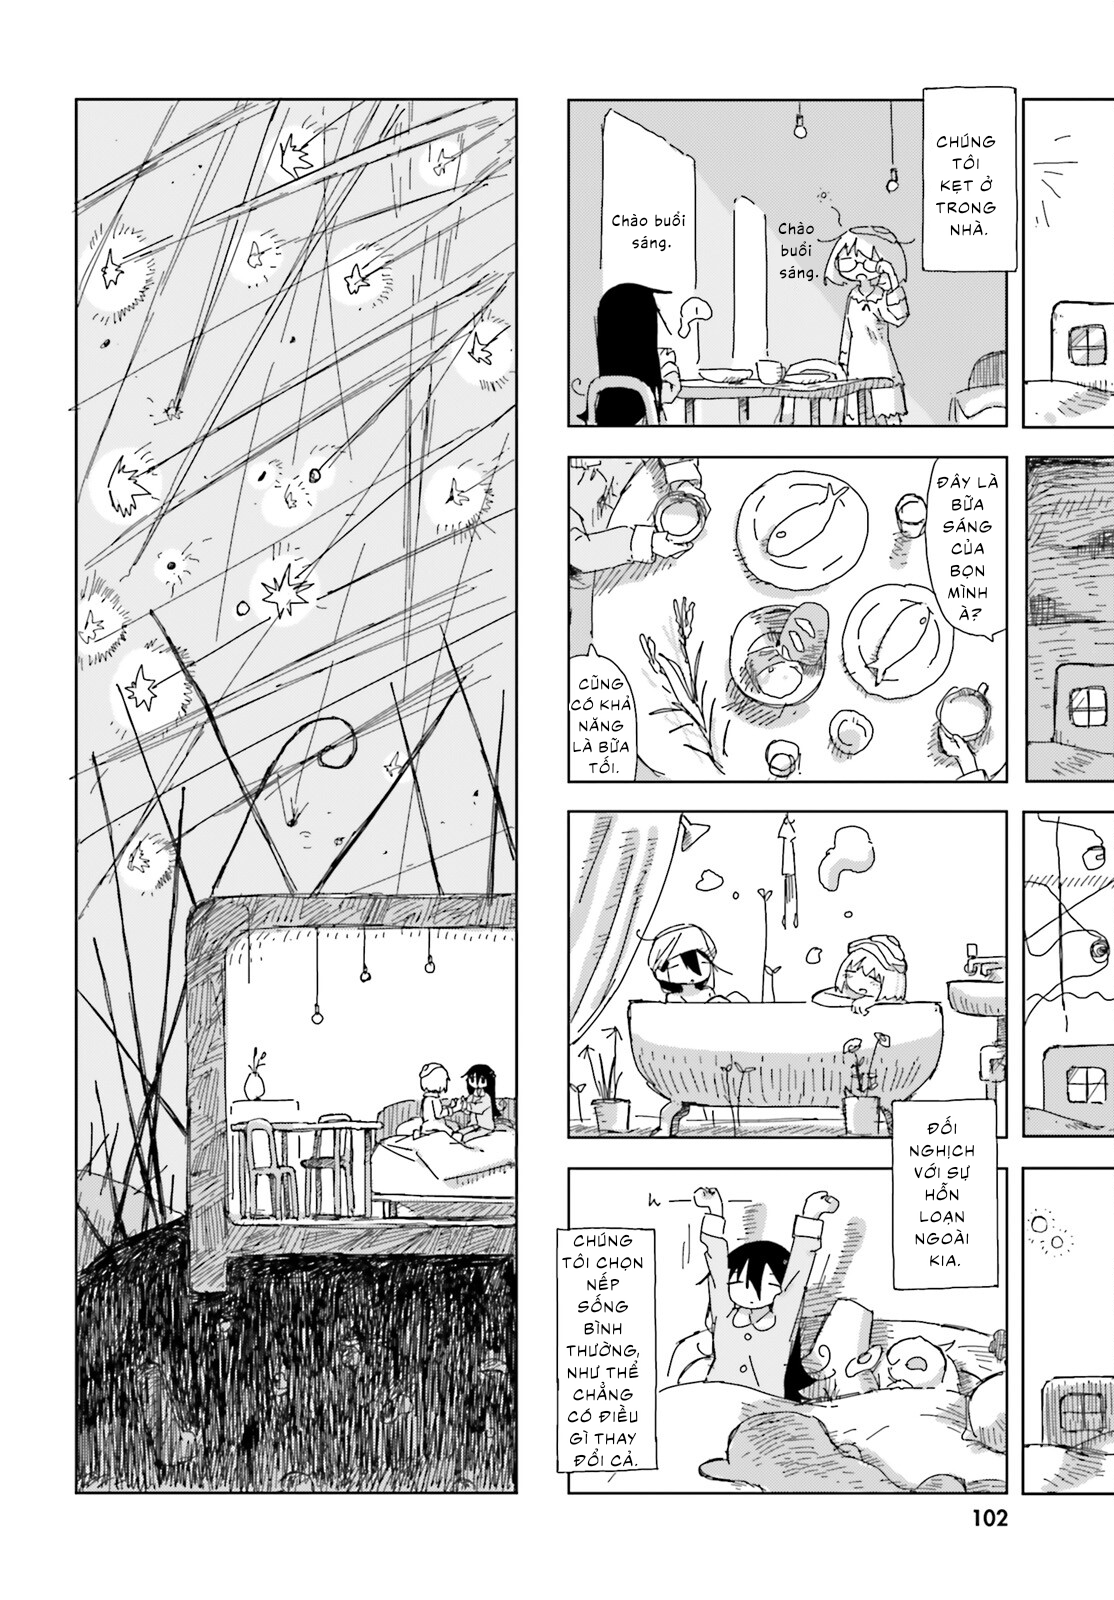 CHÚNG
TÔI
KẸT Ở
TRONG
NHÀ.
Chào
buổi
sáng.
Chào buổi
sáng.
ĐÂY LÀ
BỮA
SÁNG
CỦA
BỌN
MÌNH
À?
CŨNG
CÓ KHẢ
NĂNG
LÀ BỮA
TỐI.
ĐỐI
NGHỊCH
VỚI SỰ
HỖN
LOẠN
NGOÀI
KIA.
CHÚNG
TÔI CHỌN
NẾP
SỐNG
BÌNH
THƯỜNG,
NHƯ THỂ
CHẲNG
CÓ ĐIỀU
GÌ THAY
ĐỔI CẢ.
102